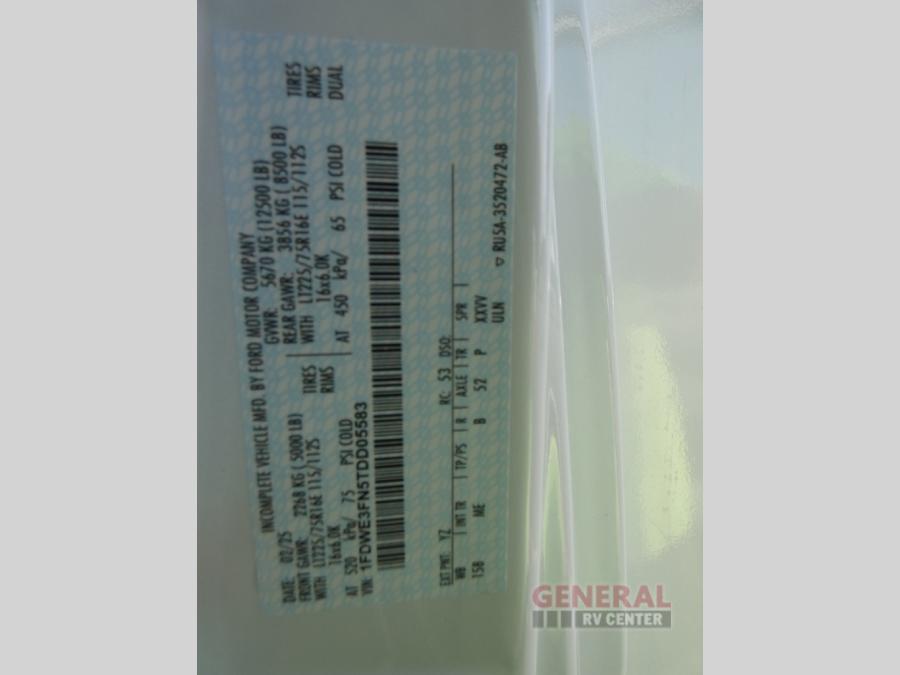 INCOMPLETE VEHICLE MFD. BY FORD MOTOR COMPANY
DATE: 02/25 GVWR: 5670 KG (12500 LB)
FRONT GAWR: 2268 KG (5000 LB) REAR GAWR: 3856 KG (8500 LB)
WITH LT225/75R16E 115/112S TIRES WITH LT225/75R16E 115/112S TIRES
16x6.0K RIMS 16x6.0K RIMS
AT 520 kPa/ 75 PSI COLD AT 450 kPa/ 65 PSI COLD DUAL
VIN: 1FDWE3FN5TDD05583
EXT PNT: YZ RC: 53 DSO:
WB INT TR TP/PS R AXLE TR SPR
158 ME B 52 P XXVV
ULN
▽ RU5A-3520472-AB
GENERAL
RV CENTER